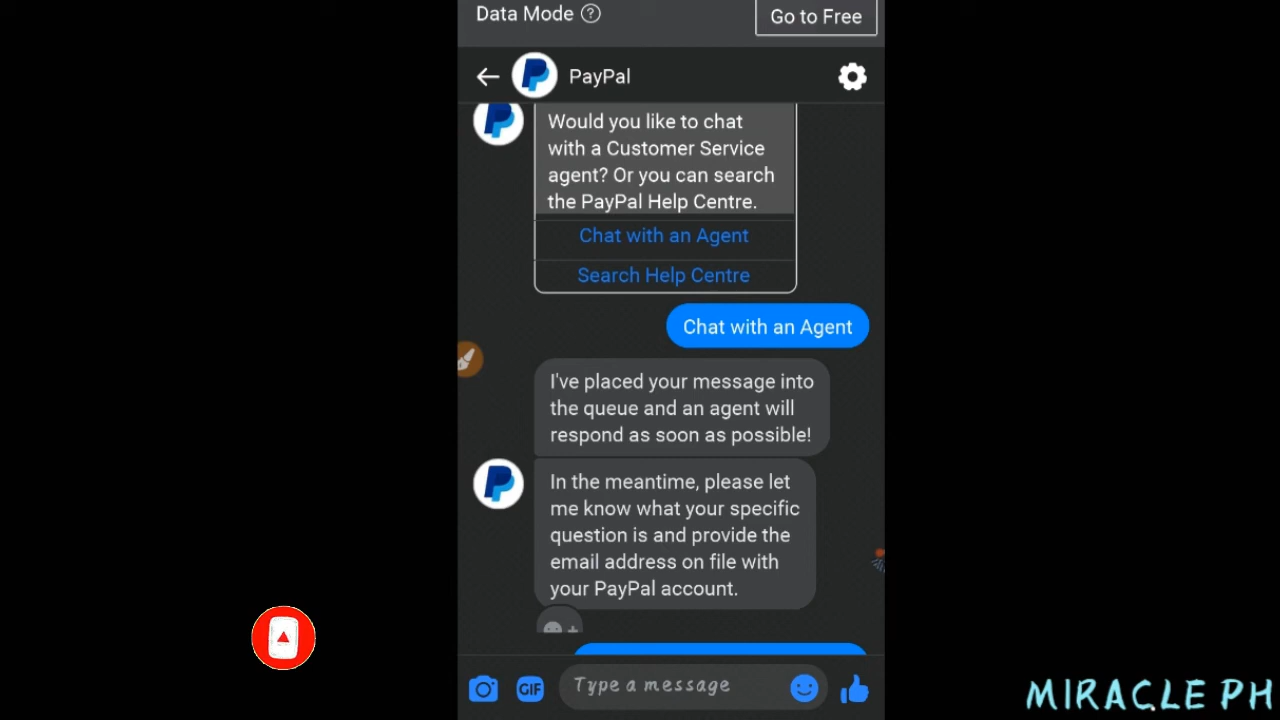 Data Mode ?
Go to Free
PayPal
Would you like to chat
with a Customer Service
agent? Or you can search
the PayPal Help Centre.
Chat with an Agent
Search Help Centre
Chat with an Agent
I've placed your message into
the queue and an agent will
respond as soon as possible!
In the meantime, please let
me know what your specific
question is and provide the
email address on file with
your PayPal account.
GIF
Type a message
MIRACLE PH